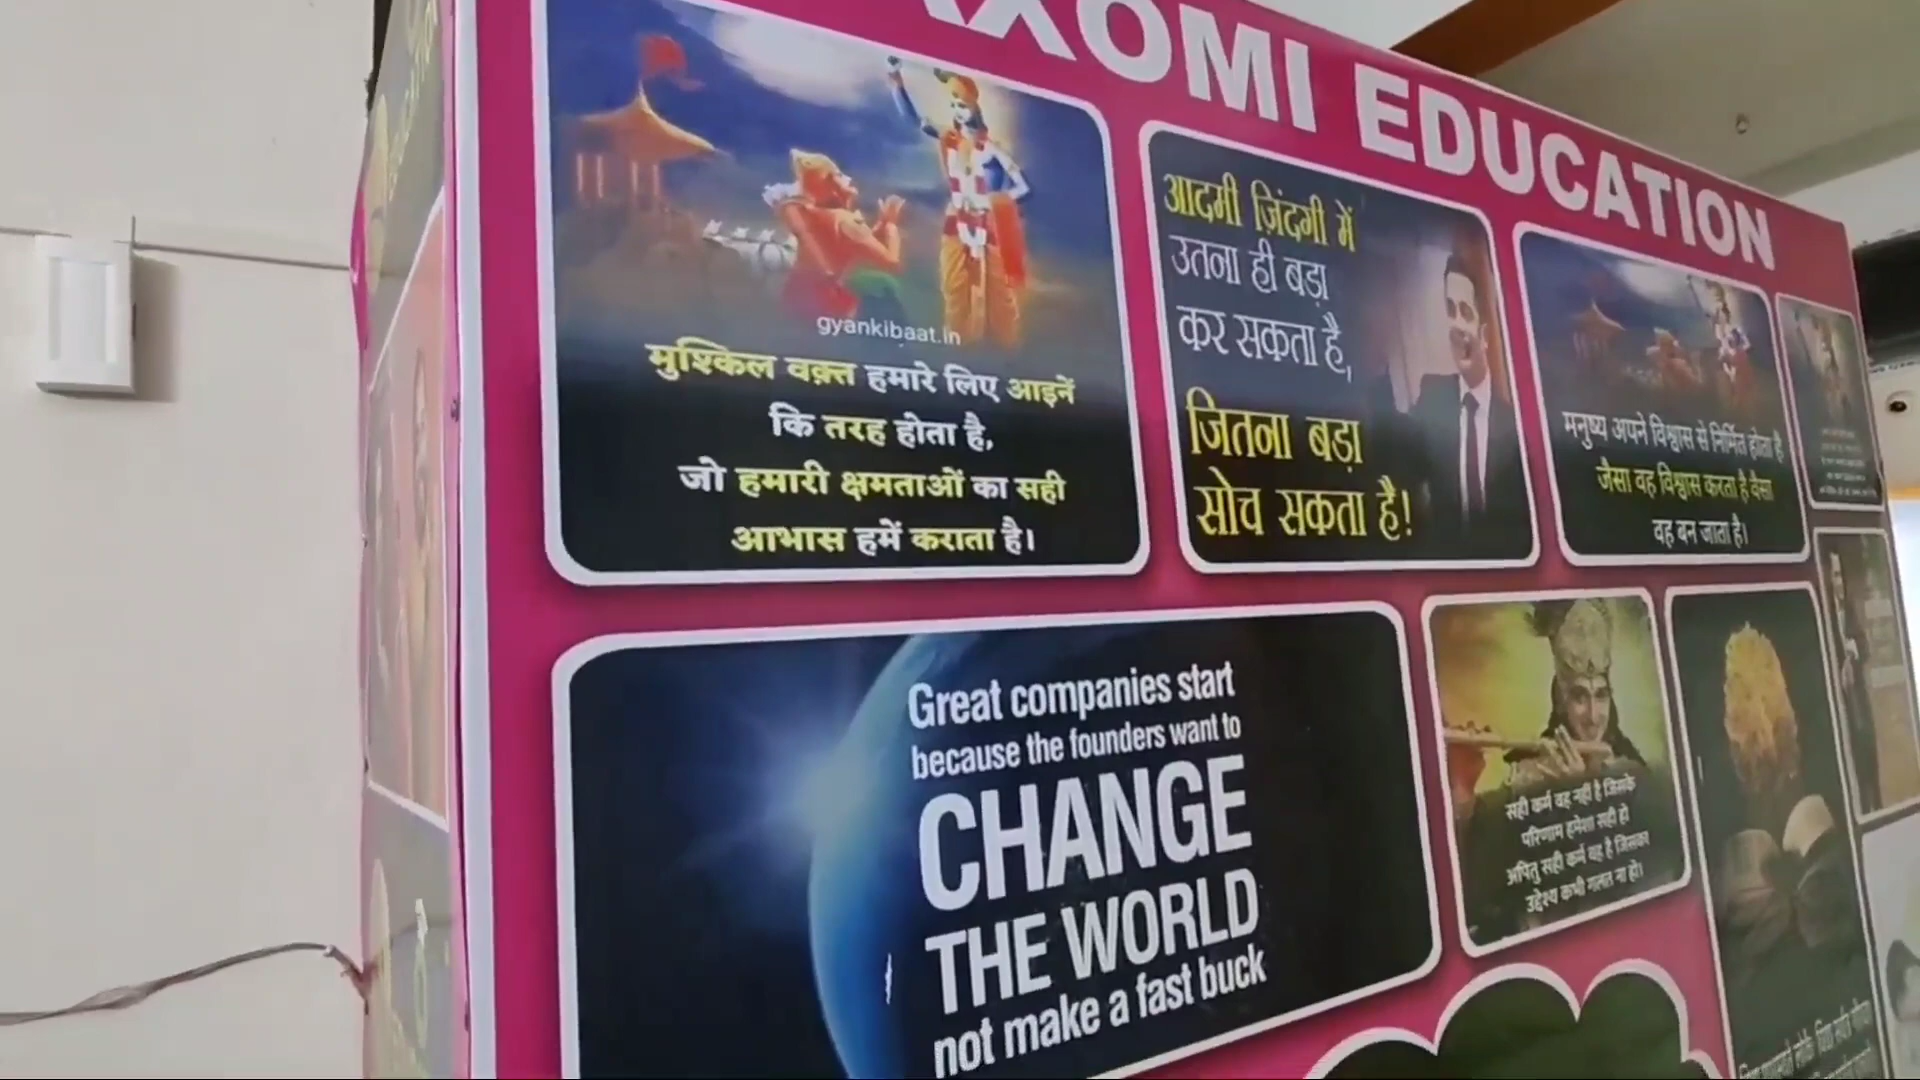 EDUCATION
gyankibaat.in
मुश्किल वक़्त हमारे लिए आइनें
कि तरह होता है,
जो हमारी क्षमताओं का सही
आभास हमें कराता है।
आदमी ज़िंदगी में
उतना ही बड़ा
कर सकता है,
जितना बड़ा
सोच सकता है!
मनुष्य अपने विश्वास से निर्मित होता है
जैसा वह विश्वास करता है वैसा
वह बन जाता है।
Great companies start
because the founders want to
CHANGE
THE WORLD
not make a fast buck
सही कर्म वह नहीं है जिसके
परिणाम हमेशा सही हो
अपितु सही कर्म वह है जिसका
उद्देश्य कभी गलत ना हो।